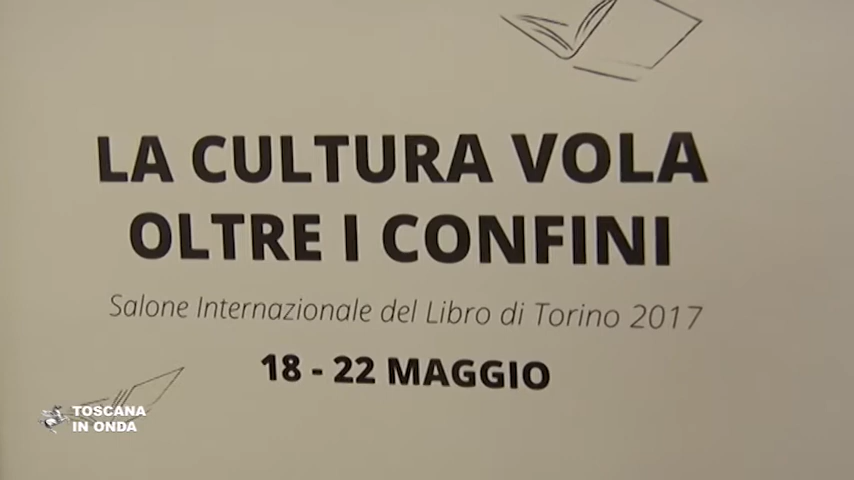 LA CULTURA VOLA
OLTRE I CONFINI
Salone Internazionale del Libro di Torino 2017
18 - 22 MAGGIO
TOSCANA
IN ONDA